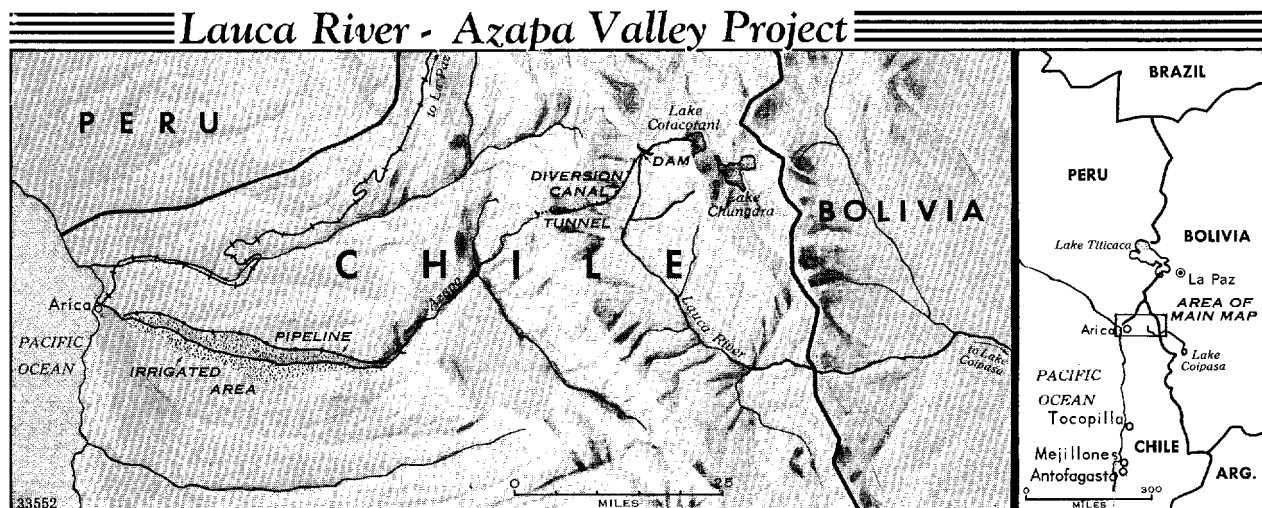 Lauca River - Azapa Valley Project
PERU
to La Paz
Lake
Cotacotani
DAM
DIVERSION
CANAL
TUNNEL
Lake
Chungara
BOLIVIA
CHILE
Azapa
Arica
PIPELINE
Lauca River
PACIFIC
OCEAN
IRRIGATED
AREA
to Lake
Coipasa
33552
0 25
MILES
BRAZIL
PERU
BOLIVIA
Lake Titicaca
La Paz
AREA OF
MAIN MAP
Arica
Lake
Coipasa
PACIFIC
OCEAN
Tocopilla
CHILE
Mejillones
Antofagasta
ARG.
0 300
MILES